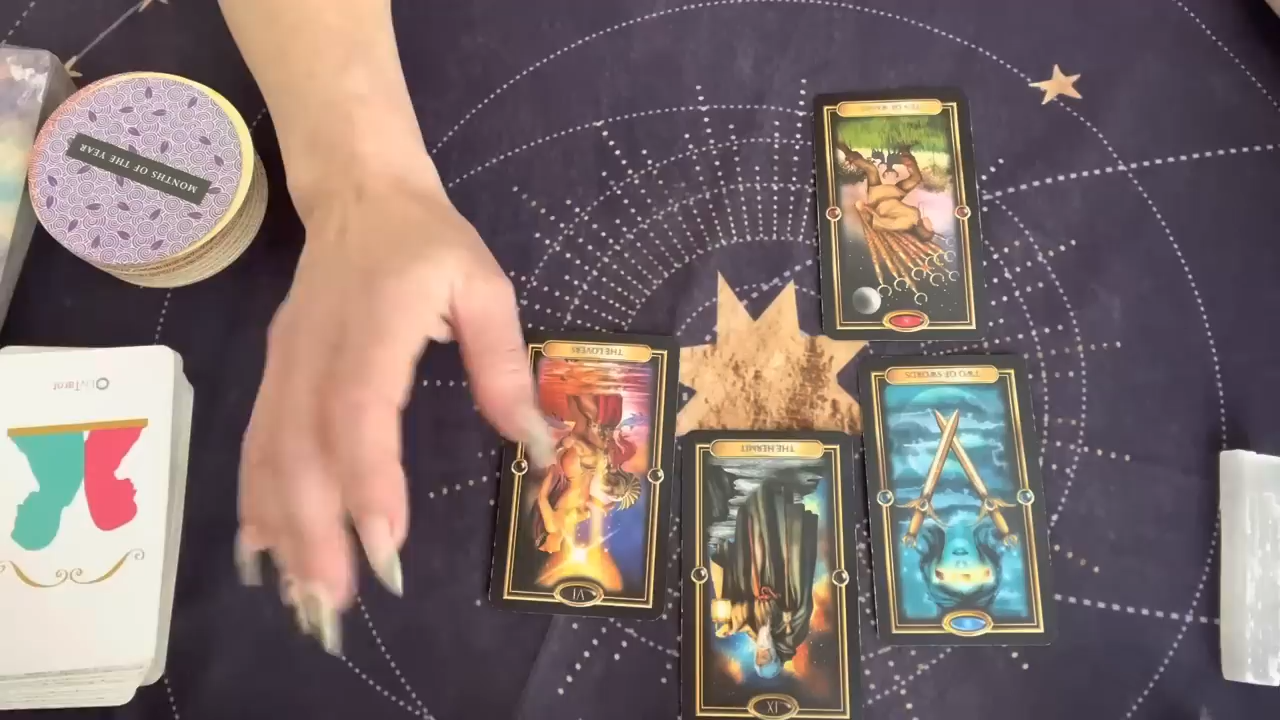 MONTHS OF THE YEAR
TEN OF WANDS
THE LOVERS
TWO OF SWORDS
THE HERMIT
VI
IX